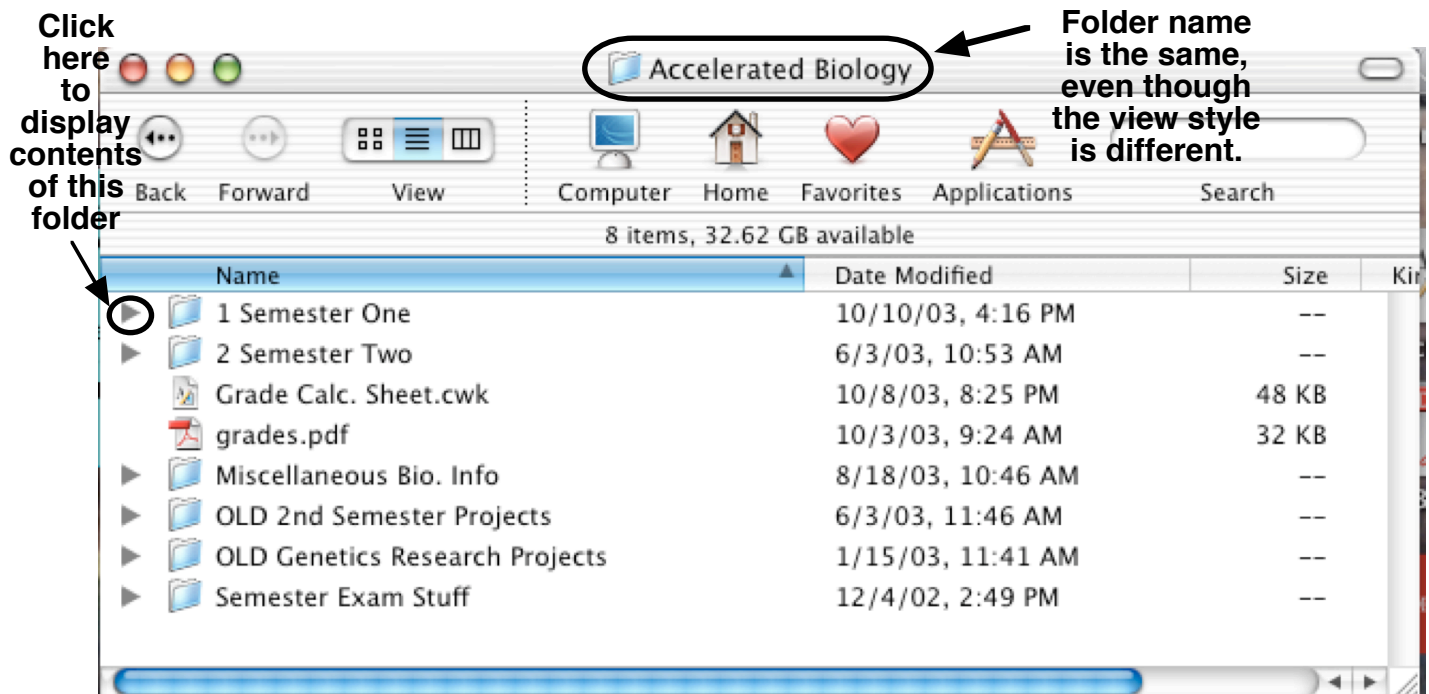 Click
here
to
display
contents
of this
folder
Folder name
is the same,
even though
the view style
is different.
Accelerated Biology
Back Forward View Computer Home Favorites Applications Search
8 items, 32.62 GB available
Name Date Modified Size Kin
1 Semester One 10/10/03, 4:16 PM --
2 Semester Two 6/3/03, 10:53 AM --
Grade Calc. Sheet.cwk 10/8/03, 8:25 PM 48 KB
grades.pdf 10/3/03, 9:24 AM 32 KB
Miscellaneous Bio. Info 8/18/03, 10:46 AM --
OLD 2nd Semester Projects 6/3/03, 11:46 AM --
OLD Genetics Research Projects 1/15/03, 11:41 AM --
Semester Exam Stuff 12/4/02, 2:49 PM --